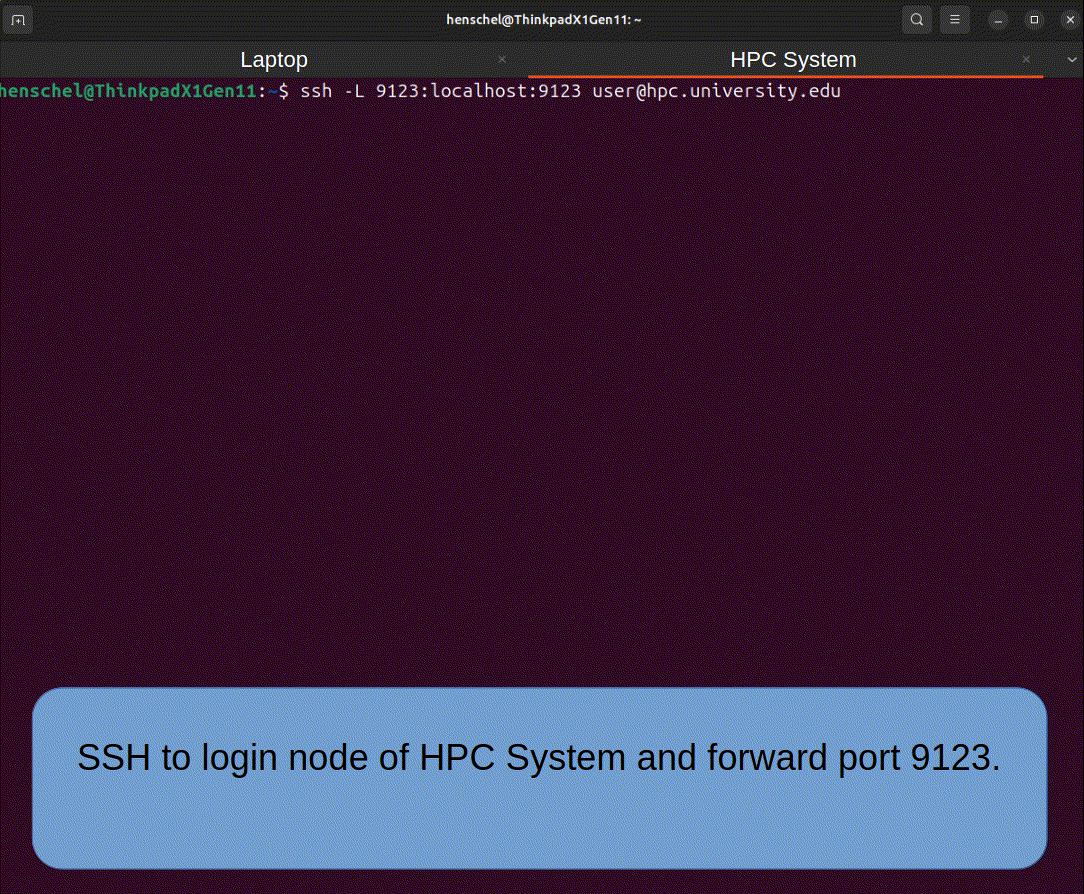 henschel@ThinkpadX1Gen11: ~
Laptop
HPC System
henschel@ThinkpadX1Gen11:~$ ssh -L 9123:localhost:9123 user@hpc.university.edu
SSH to login node of HPC System and forward port 9123.